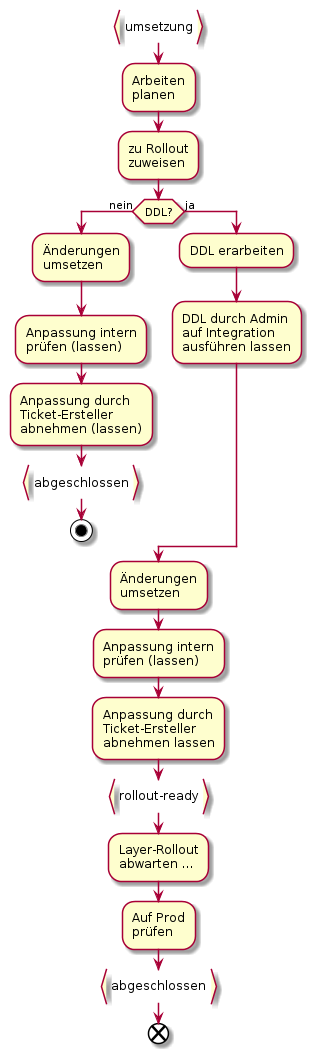 umsetzung
Arbeiten
planen
zu Rollout
zuweisen
nein
DDL?
ja
Änderungen
umsetzen
Anpassung intern
prüfen (lassen)
Anpassung durch
Ticket-Ersteller
abnehmen (lassen)
abgeschlossen
DDL erarbeiten
DDL durch Admin
auf Integration
ausführen lassen
Änderungen
umsetzen
Anpassung intern
prüfen (lassen)
Anpassung durch
Ticket-Ersteller
abnehmen lassen
rollout-ready
Layer-Rollout
abwarten ...
Auf Prod
prüfen
abgeschlossen